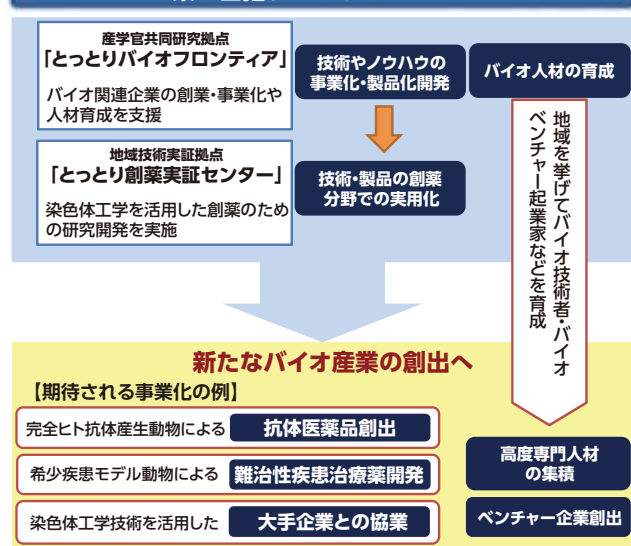 産学官共同研究拠点
「とっとりバイオフロンティア」
バイオ関連企業の創業・事業化や
人材育成を支援
技術やノウハウの
事業化・製品化開発
バイオ人材の育成
地域技術実証拠点
「とっとり創薬実証センター」
染色体工学を活用した創薬のため
の研究開発を実施
技術・製品の創薬
分野での実用化
地域を挙げてバイオ技術者・バイオ
ベンチャー起業家などを育成
新たなバイオ産業の創出へ
【期待される事業化の例】
完全ヒト抗体産生動物による 抗体医薬品創出
希少疾患モデル動物による 難治性疾患治療薬開発
染色体工学技術を活用した 大手企業との協業
高度専門人材
の集積
ベンチャー企業創出